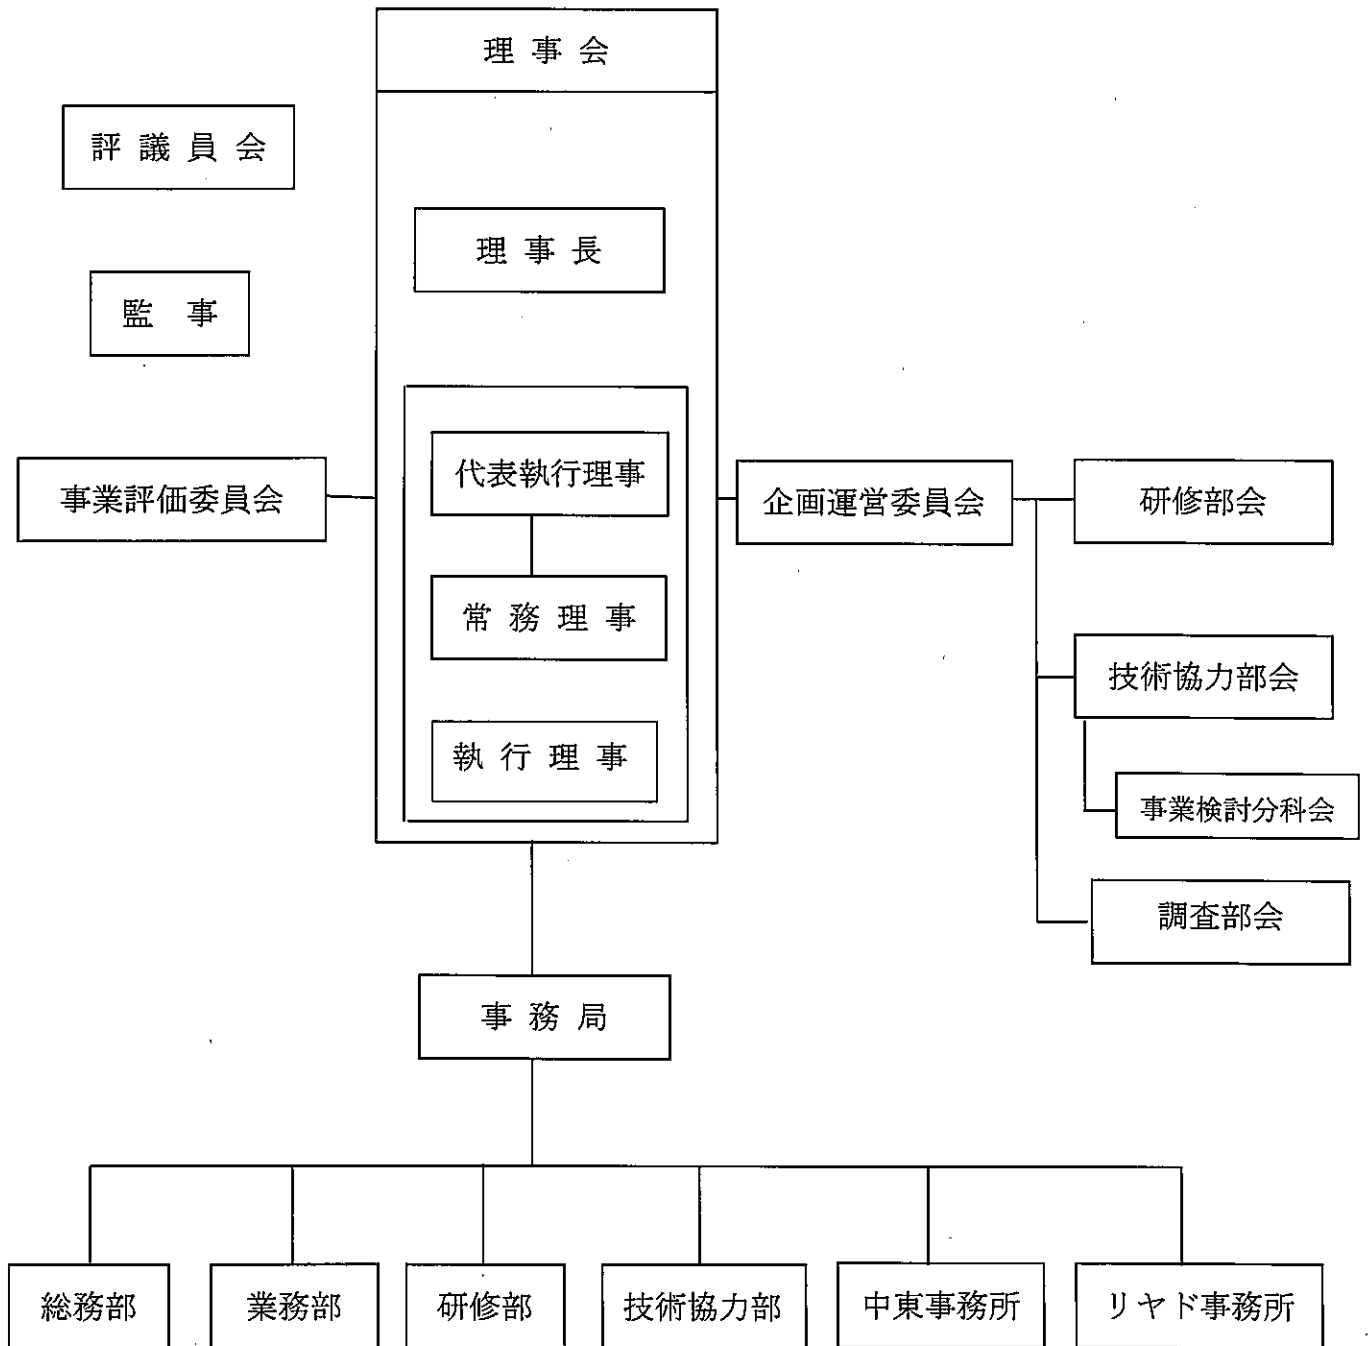 理事会
評議員会
理事長
監事
代表執行理事
事業評価委員会
企画運営委員会
研修部会
常務理事
技術協力部会
執行理事
事業検討分科会
調査部会
事務局
総務部
業務部
研修部
技術協力部
中東事務所
リヤド事務所